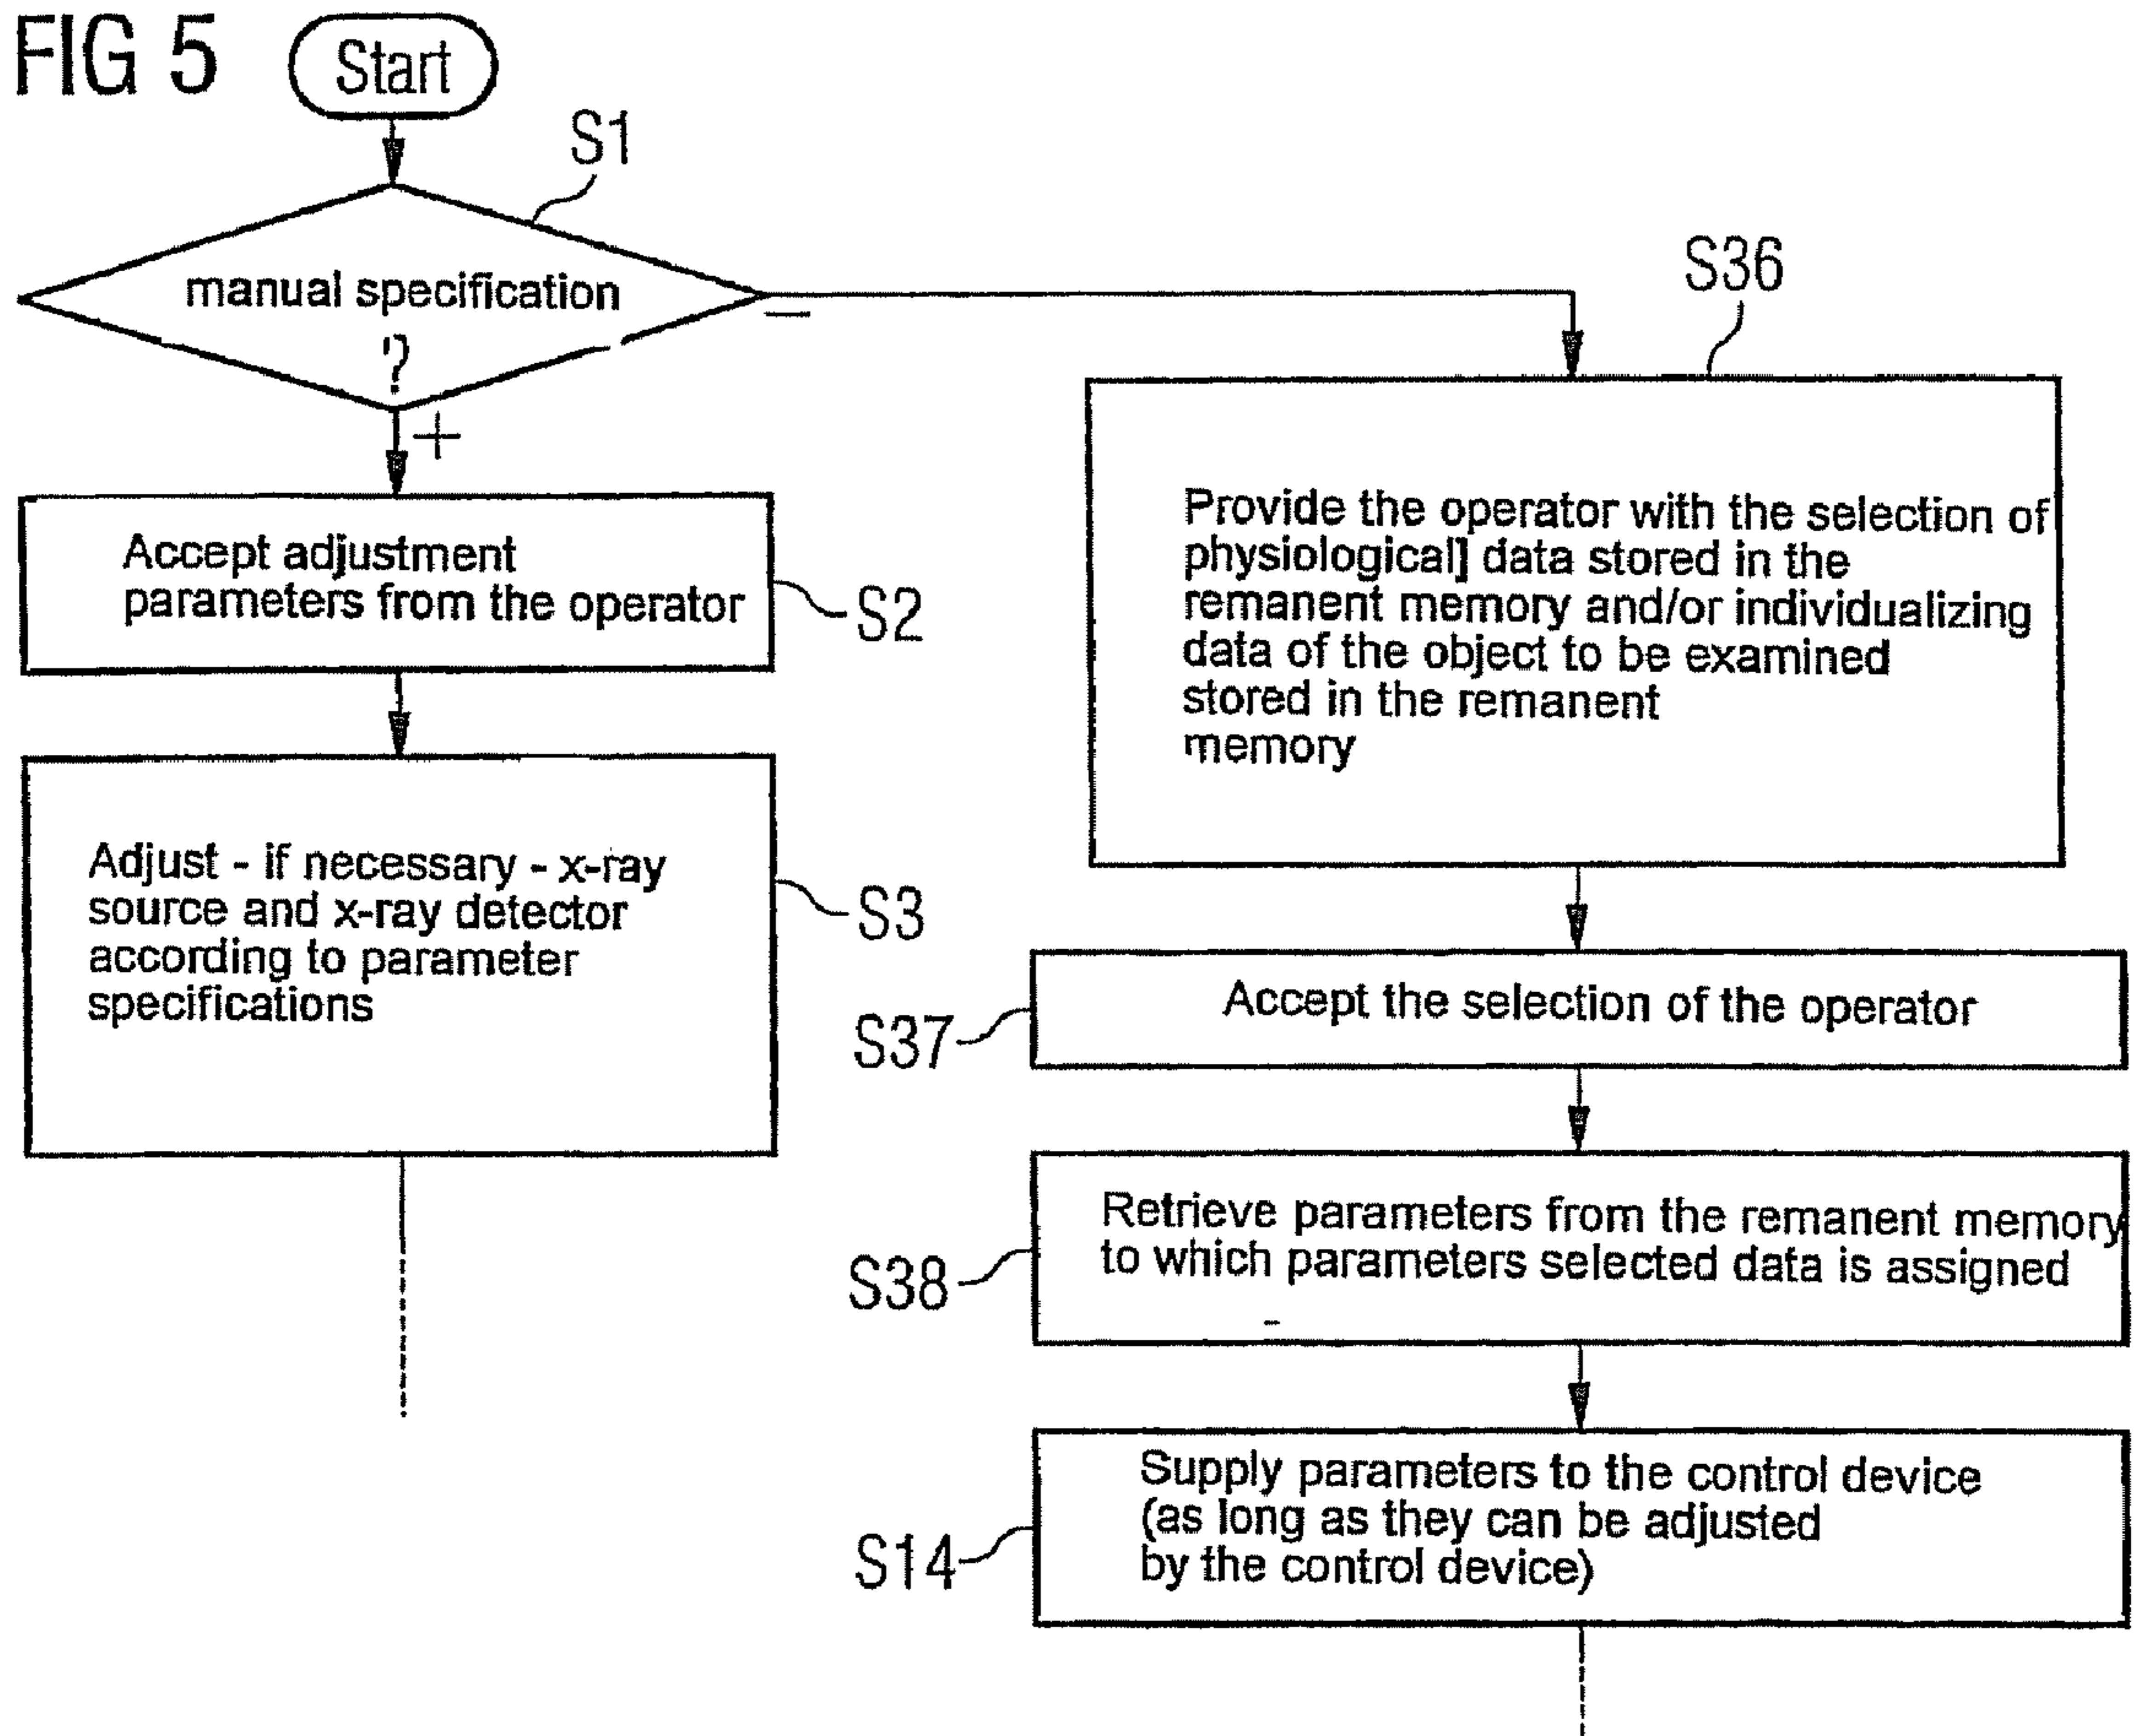 FIG 5
Start
S1
manual specification
?
−
+
S36
Accept adjustment
parameters from the operator
S2
Adjust - if necessary - x-ray
source and x-ray detector
according to parameter
specifications
S3
Provide the operator with the selection of
physiological] data stored in the
remanent memory and/or individualizing
data of the object to be examined
stored in the remanent
memory
Accept the selection of the operator
S37
Retrieve parameters from the remanent memory
to which parameters selected data is assigned
S38
Supply parameters to the control device
(as long as they can be adjusted
by the control device)
S14